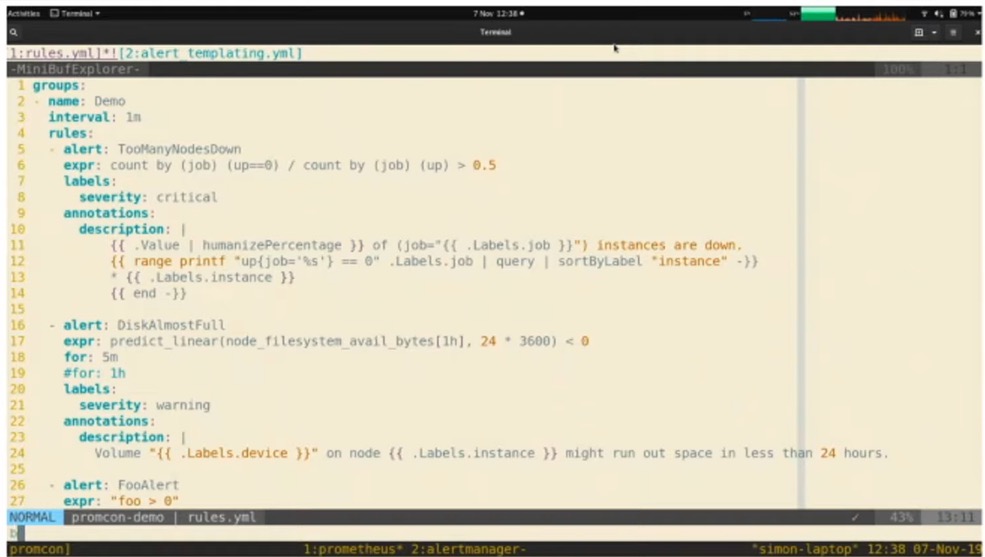 Activities Terminal 7 Nov 12:38 79%
Terminal
1:rules.yml]*![2:alert_templating.yml]
-MiniBufExplorer- 100% 1:1
1 groups:
2 - name: Demo
3 interval: 1m
4 rules:
5 - alert: TooManyNodesDown
6 expr: count by (job) (up==0) / count by (job) (up) > 0.5
7 labels:
8 severity: critical
9 annotations:
10 description: |
11 {{ .Value | humanizePercentage }} of (job="{{ .Labels.job }}") instances are down.
12 {{ range printf "up{job='%s'} == 0" .Labels.job | query | sortByLabel "instance" -}}
13 * {{ .Labels.instance }}
14 {{ end -}}
15
16 - alert: DiskAlmostFull
17 expr: predict_linear(node_filesystem_avail_bytes[1h], 24 * 3600) < 0
18 for: 5m
19 #for: 1h
20 labels:
21 severity: warning
22 annotations:
23 description: |
24 Volume "{{ .Labels.device }}" on node {{ .Labels.instance }} might run out space in less than 24 hours.
25
26 - alert: FooAlert
27 expr: "foo > 0"
NORMAL promcon-demo | rules.yml ✓ 43% 13:11
promcon] 1:prometheus* 2:alertmanager- "simon-laptop" 12:38 07-Nov-19